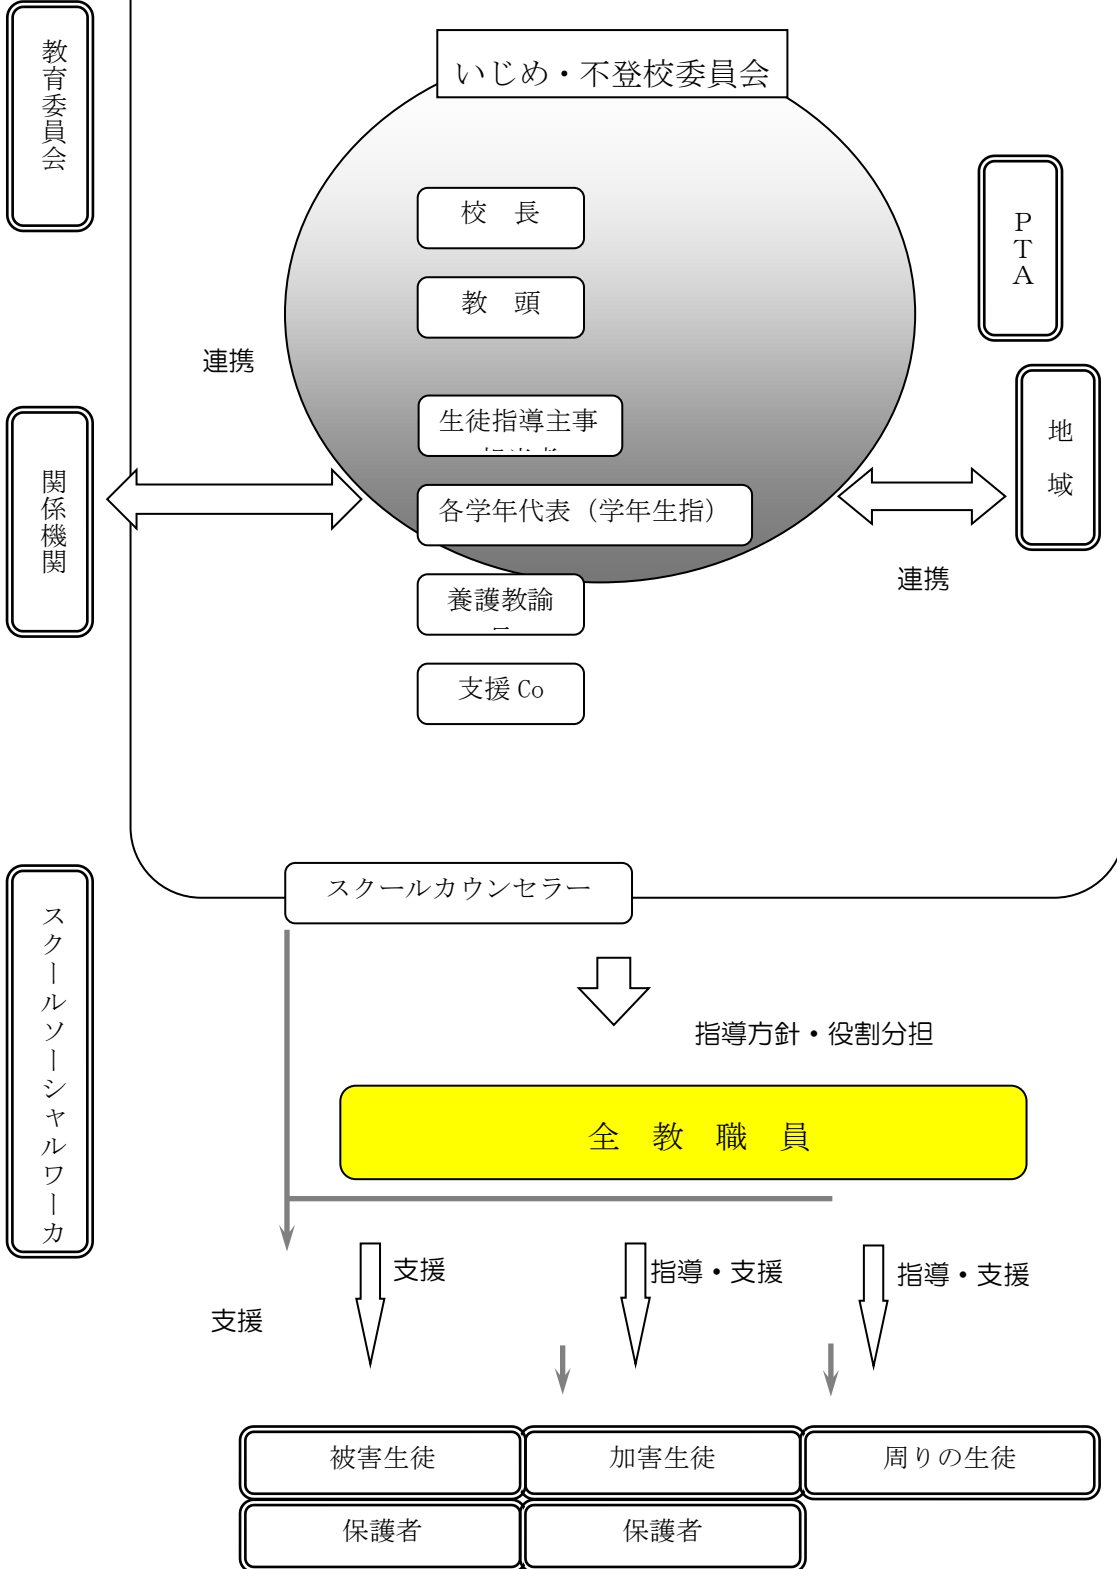 教育委員会
いじめ・不登校委員会
校　長
ＰＴＡ
教　頭
連携
生徒指導主事
地　域
関係機関
各学年代表（学年生指）
連携
養護教諭
支援 Co
スクールカウンセラー
スクールソーシャルワーカ
指導方針・役割分担
全　教　職　員
支援
指導・支援
指導・支援
支援
被害生徒
加害生徒
周りの生徒
保護者
保護者